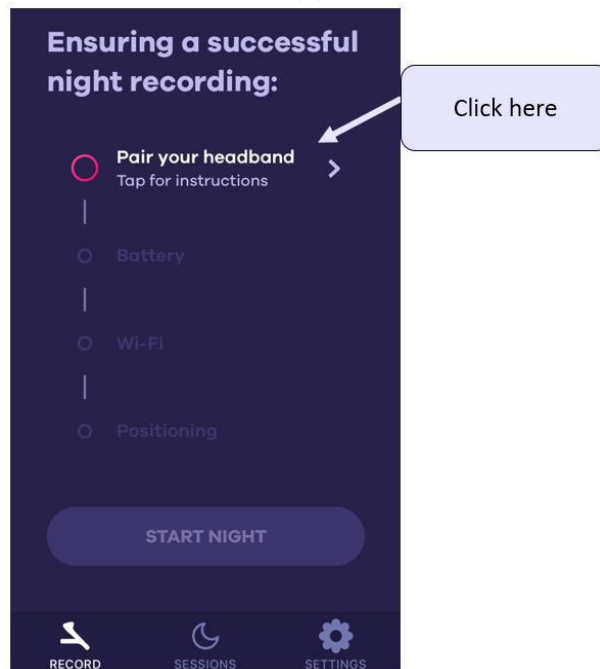 Ensuring a successful
night recording:
Click here
Pair your headband
Tap for instructions
Battery
Wi-Fi
Positioning
START NIGHT
RECORD
SESSIONS
SETTINGS